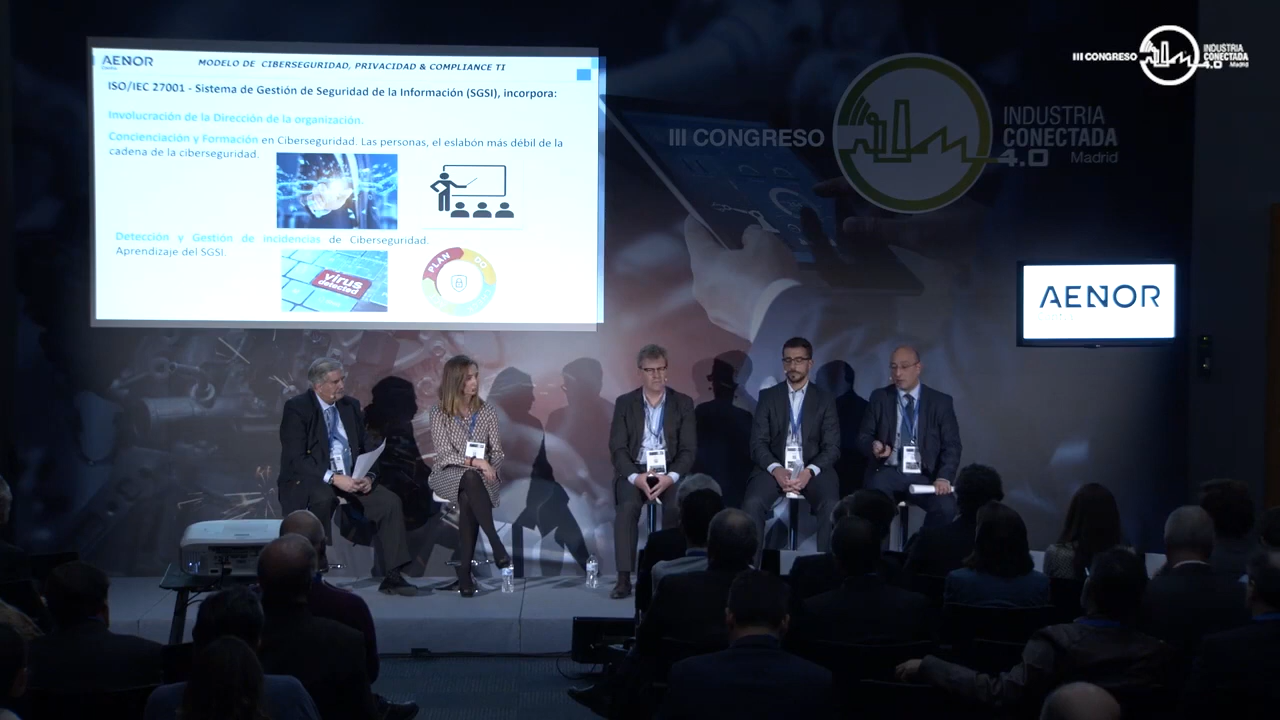 AENOR
MODELO DE CIBERSEGURIDAD, PRIVACIDAD & COMPLIANCE TI
ISO/IEC 27001 - Sistema de Gestión de Seguridad de la Información (SGSI), incorpora:
Involucración de la Dirección de la organización.
Concienciación y Formación en Ciberseguridad. Las personas, el eslabón más débil de la
cadena de la ciberseguridad.
Detección y Gestión de incidencias de Ciberseguridad.
Aprendizaje del SGSI.
virus
detected
PLAN
DO
III CONGRESO
INDUSTRIA
CONECTADA
4.0 Madrid
III CONGRESO
INDUSTRIA
CONECTADA
4.0 Madrid
AENOR